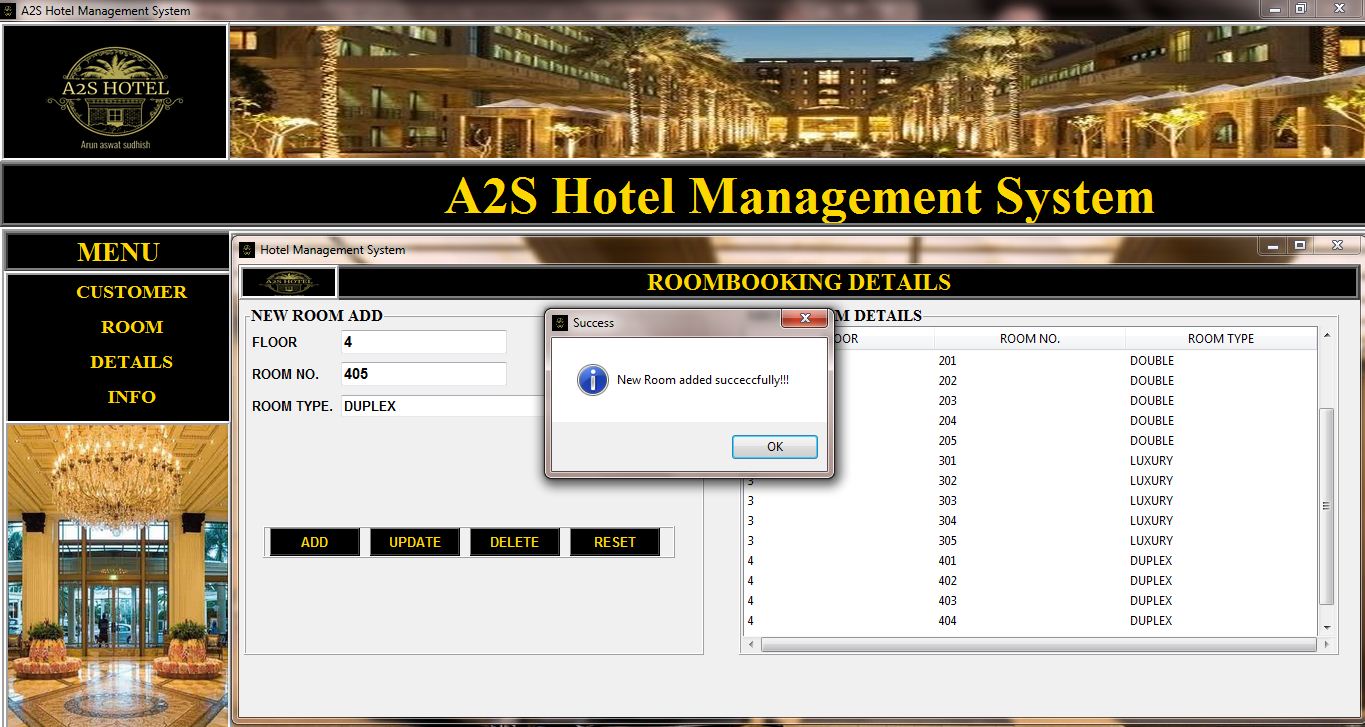 A2S Hotel Management System
A2S HOTEL
Arun aswat sudhish
A2S Hotel Management System
MENU
CUSTOMER
ROOM
DETAILS
INFO
Hotel Management System
A2S HOTEL
ROOMBOOKING DETAILS
NEW ROOM ADD
FLOOR 4
ROOM NO. 405
ROOM TYPE. DUPLEX
ADD UPDATE DELETE RESET
Success
New Room added succeccfully!!!
OK
DETAILS
ROOM NO. ROOM TYPE
201 DOUBLE
202 DOUBLE
203 DOUBLE
204 DOUBLE
205 DOUBLE
301 LUXURY
3 302 LUXURY
3 303 LUXURY
3 304 LUXURY
3 305 LUXURY
4 401 DUPLEX
4 402 DUPLEX
4 403 DUPLEX
4 404 DUPLEX